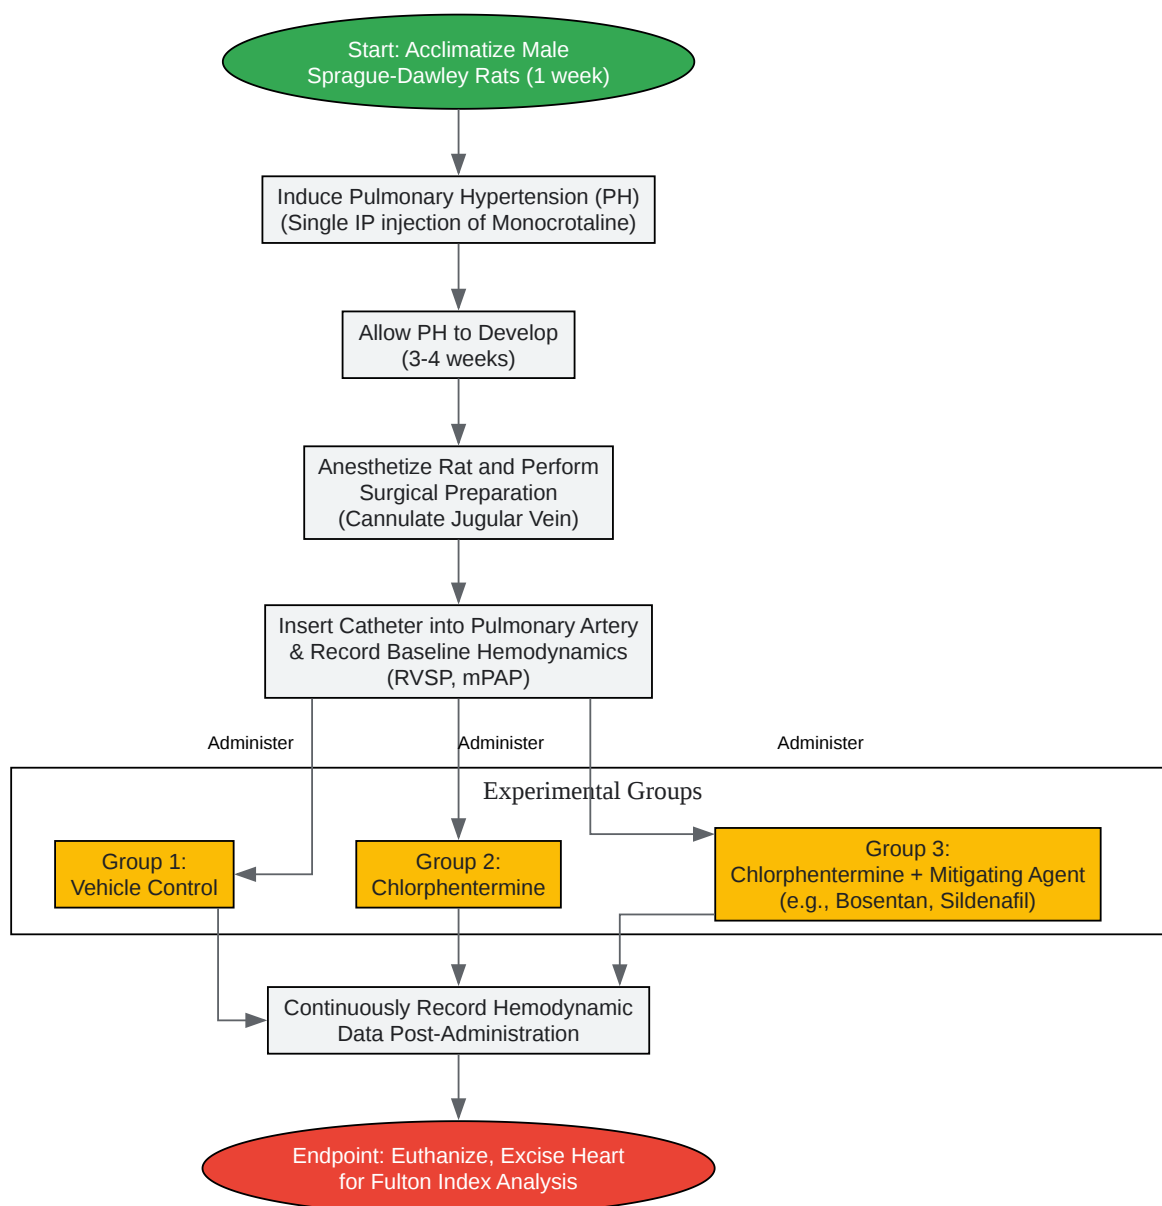 Start: Acclimatize Male
Sprague-Dawley Rats (1 week)
Induce Pulmonary Hypertension (PH)
(Single IP injection of Monocrotaline)
Allow PH to Develop
(3-4 weeks)
Anesthetize Rat and Perform
Surgical Preparation
(Cannulate Jugular Vein)
Insert Catheter into Pulmonary Artery
& Record Baseline Hemodynamics
(RVSP, mPAP)
Administer
Administer
Administer
Experimental Groups
Group 1:
Vehicle Control
Group 2:
Chlorphentermine
Group 3:
Chlorphentermine + Mitigating Agent
(e.g., Bosentan, Sildenafil)
Continuously Record Hemodynamic
Data Post-Administration
Endpoint: Euthanize, Excise Heart
for Fulton Index Analysis